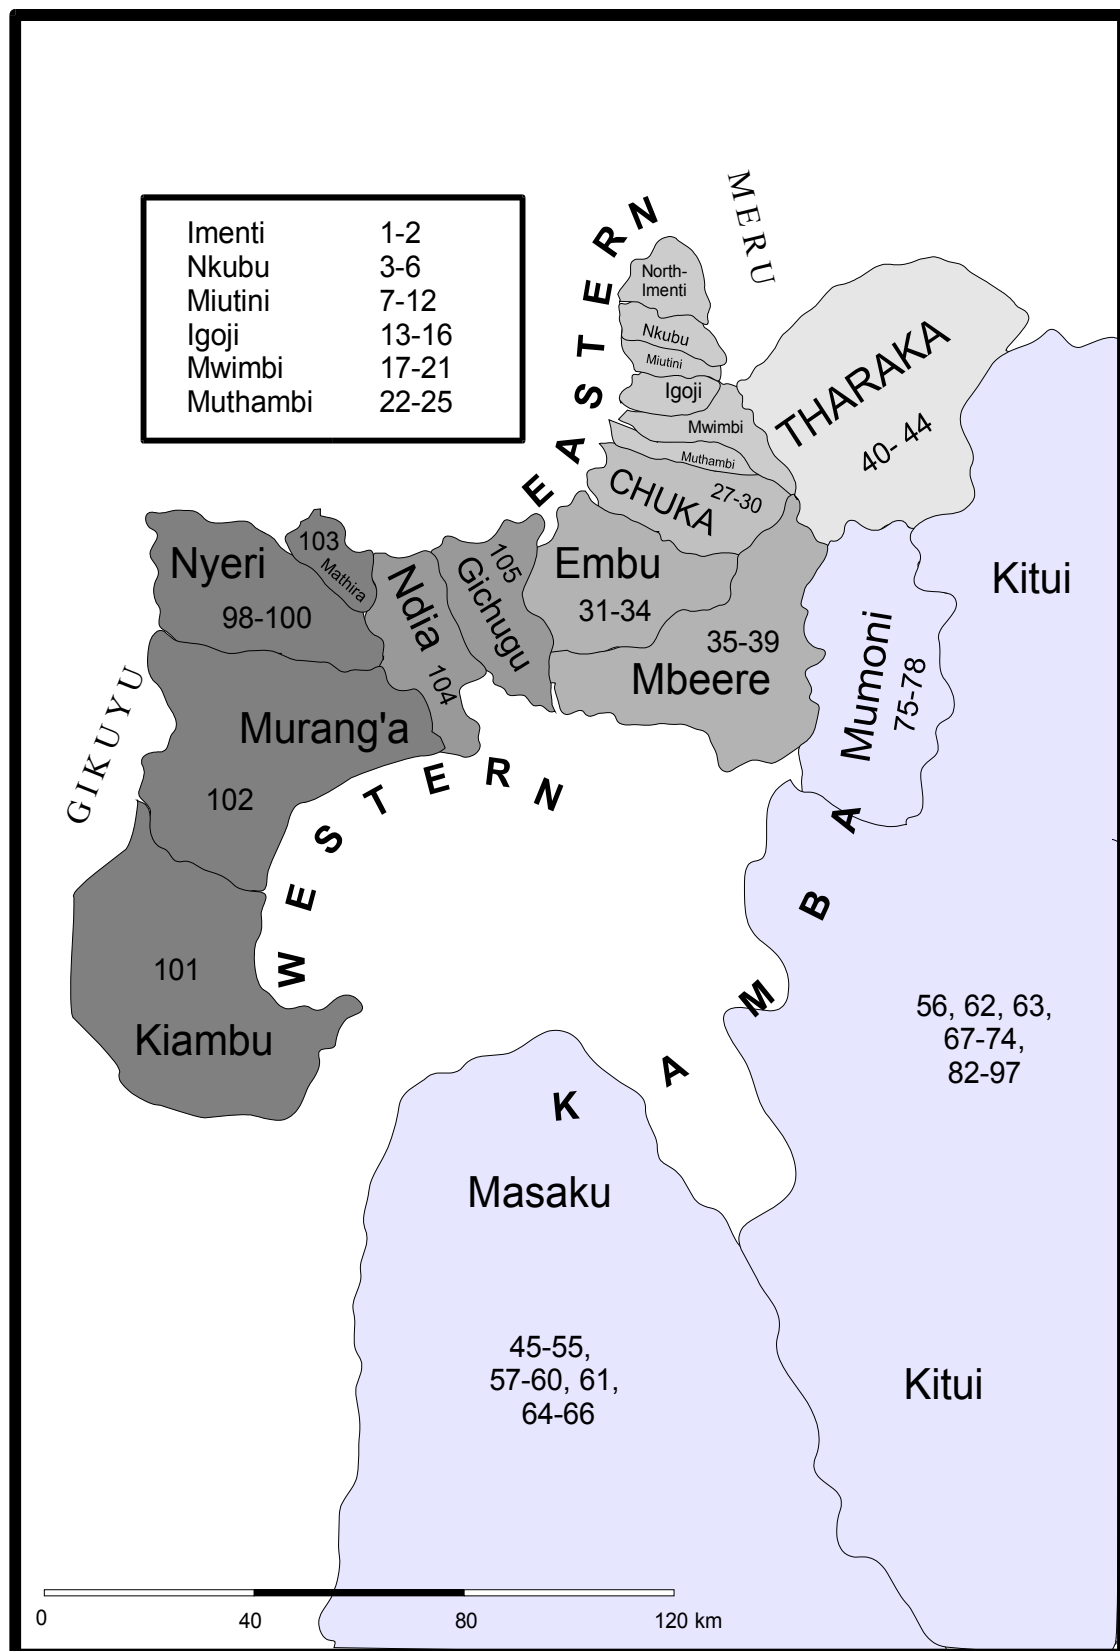 Imenti 1-2
Nkubu 3-6
Miutini 7-12
Igoji 13-16
Mwimbi 17-21
Muthambi 22-25
EASTERN
MERU
North-
Imenti
Nkubu
Miutini
Igoji
Mwimbi
Muthambi
THARAKA
40- 44
CHUKA
27-30
Kitui
Nyeri
98-100
103
Mathira
Ndia
104
Gichugu
105
Embu
31-34
35-39
Mbeere
Mumoni
75-78
GIKUYU
Murang'a
102
WESTERN
101
Kiambu
KAMBA
56, 62, 63,
67-74,
82-97
Masaku
45-55,
57-60, 61,
64-66
Kitui
0 40 80 120 km